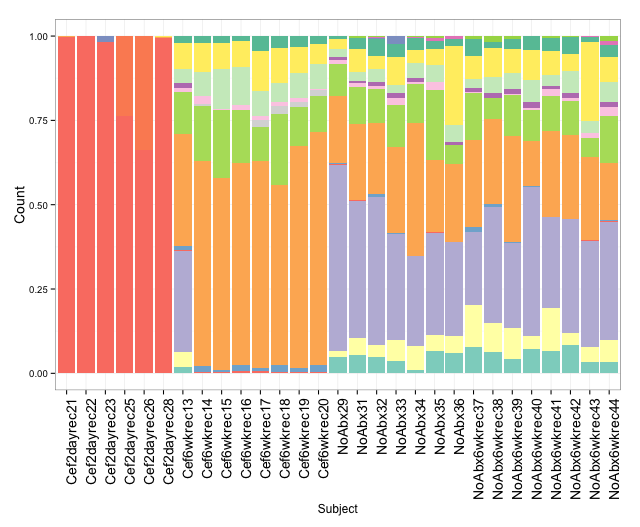 1.00
0.75
0.50
0.25
0.00
Count
Cef2dayrec21
Cef2dayrec22
Cef2dayrec23
Cef2dayrec25
Cef2dayrec26
Cef2dayrec28
Cef6wkrec13
Cef6wkrec14
Cef6wkrec15
Cef6wkrec16
Cef6wkrec17
Cef6wkrec18
Cef6wkrec19
Cef6wkrec20
NoAbx29
NoAbx31
NoAbx32
NoAbx33
NoAbx34
NoAbx35
NoAbx36
NoAbx6wkrec37
NoAbx6wkrec38
NoAbx6wkrec39
NoAbx6wkrec40
NoAbx6wkrec41
NoAbx6wkrec42
NoAbx6wkrec43
NoAbx6wkrec44
Subject